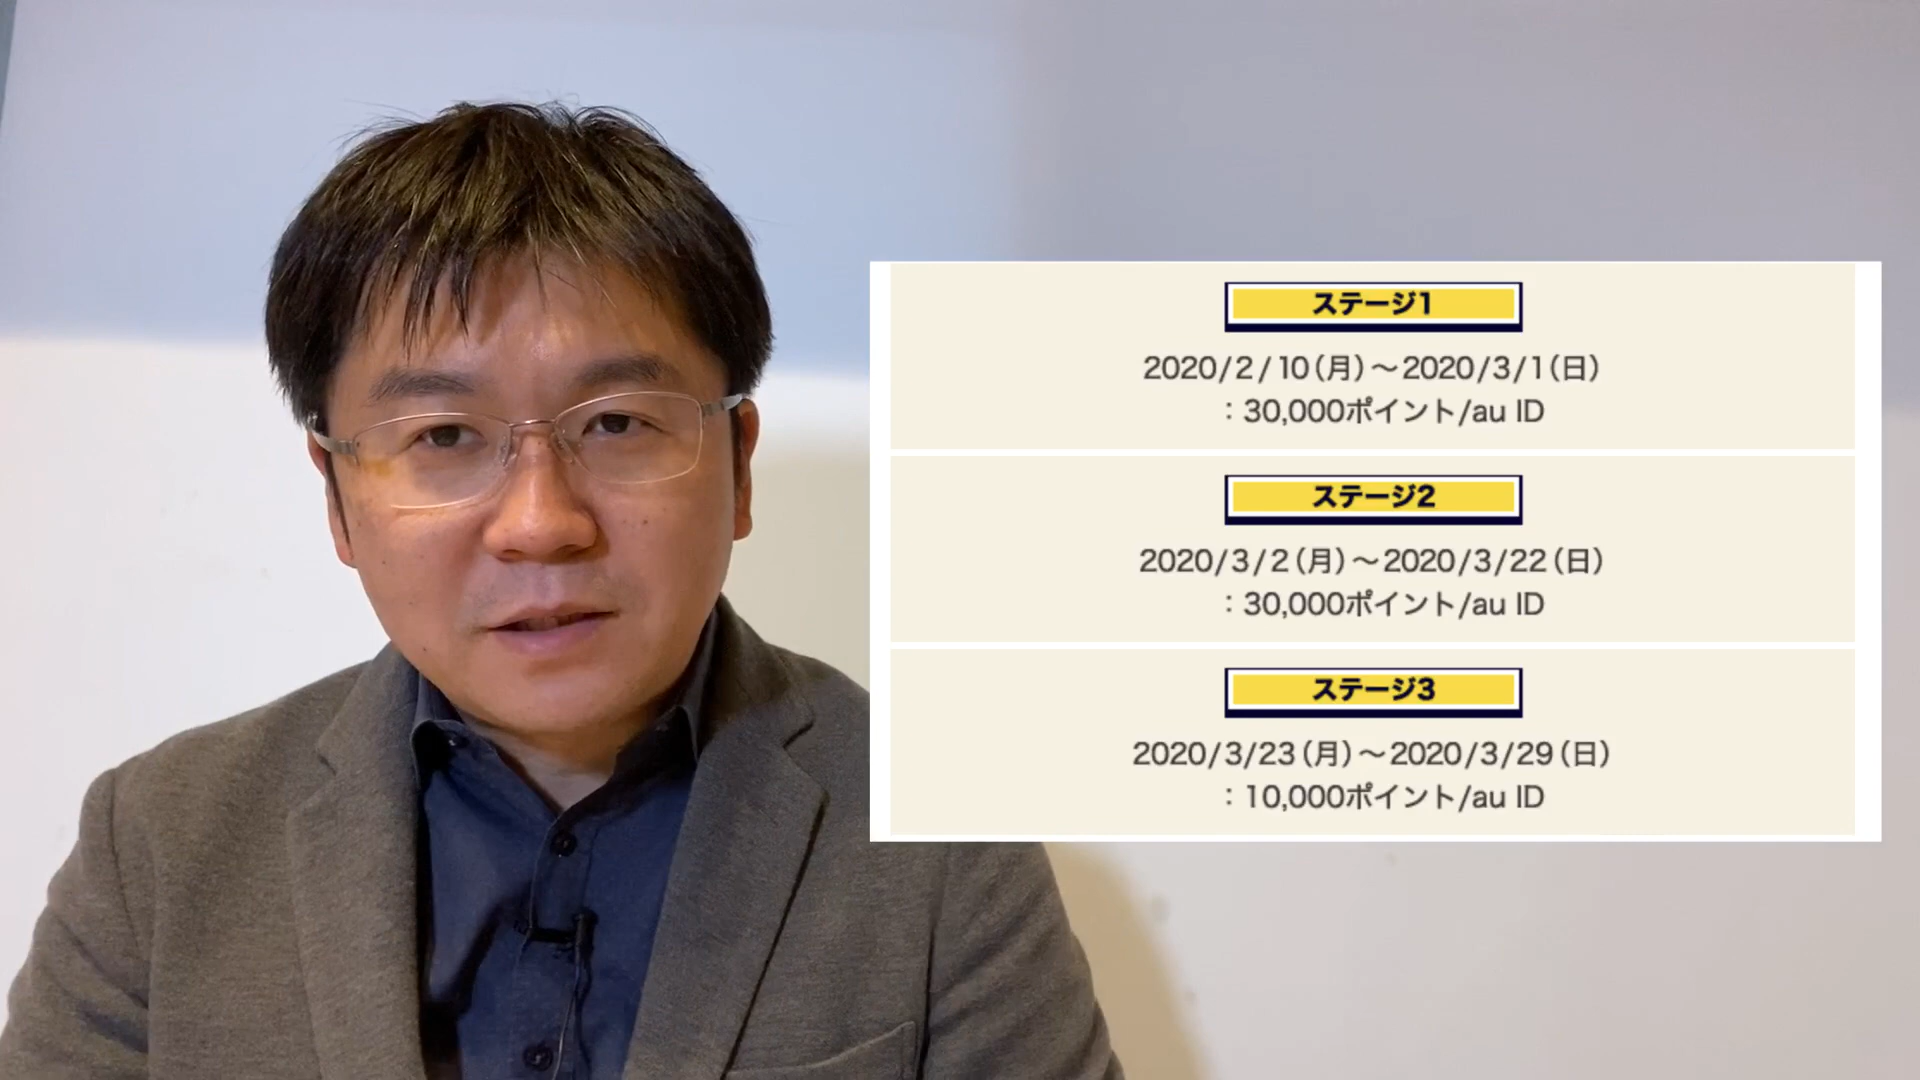 ステージ1
2020/2/10(月)〜2020/3/1(日)
：30,000ポイント/au ID
ステージ2
2020/3/2(月)〜2020/3/22(日)
：30,000ポイント/au ID
ステージ3
2020/3/23(月)〜2020/3/29(日)
：10,000ポイント/au ID